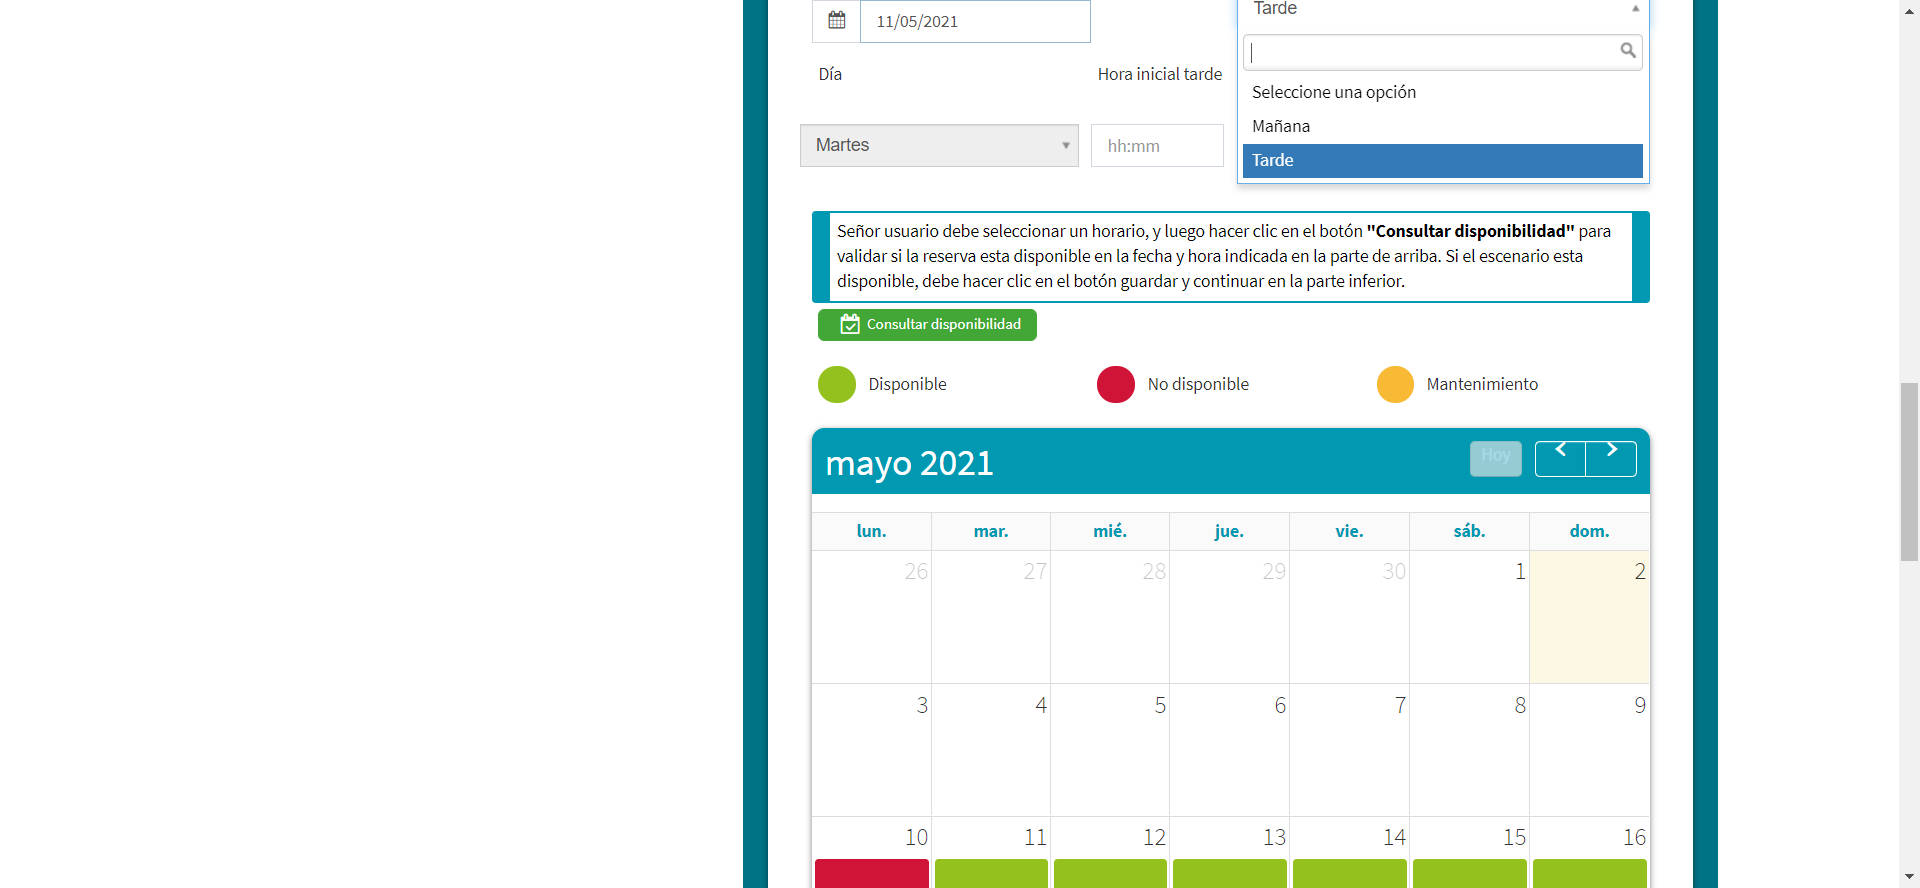 11/05/2021
Tarde
Día
Hora inicial tarde
Seleccione una opción
Mañana
Tarde
Martes
hh:mm
Señor usuario debe seleccionar un horario, y luego hacer clic en el botón "Consultar disponibilidad" para
validar si la reserva esta disponible en la fecha y hora indicada en la parte de arriba. Si el escenario esta
disponible, debe hacer clic en el botón guardar y continuar en la parte inferior.
Consultar disponibilidad
Disponible
No disponible
Mantenimiento
mayo 2021
Hoy
lun. mar. mié. jue. vie. sáb. dom.
26 27 28 29 30 1 2
3 4 5 6 7 8 9
10 11 12 13 14 15 16